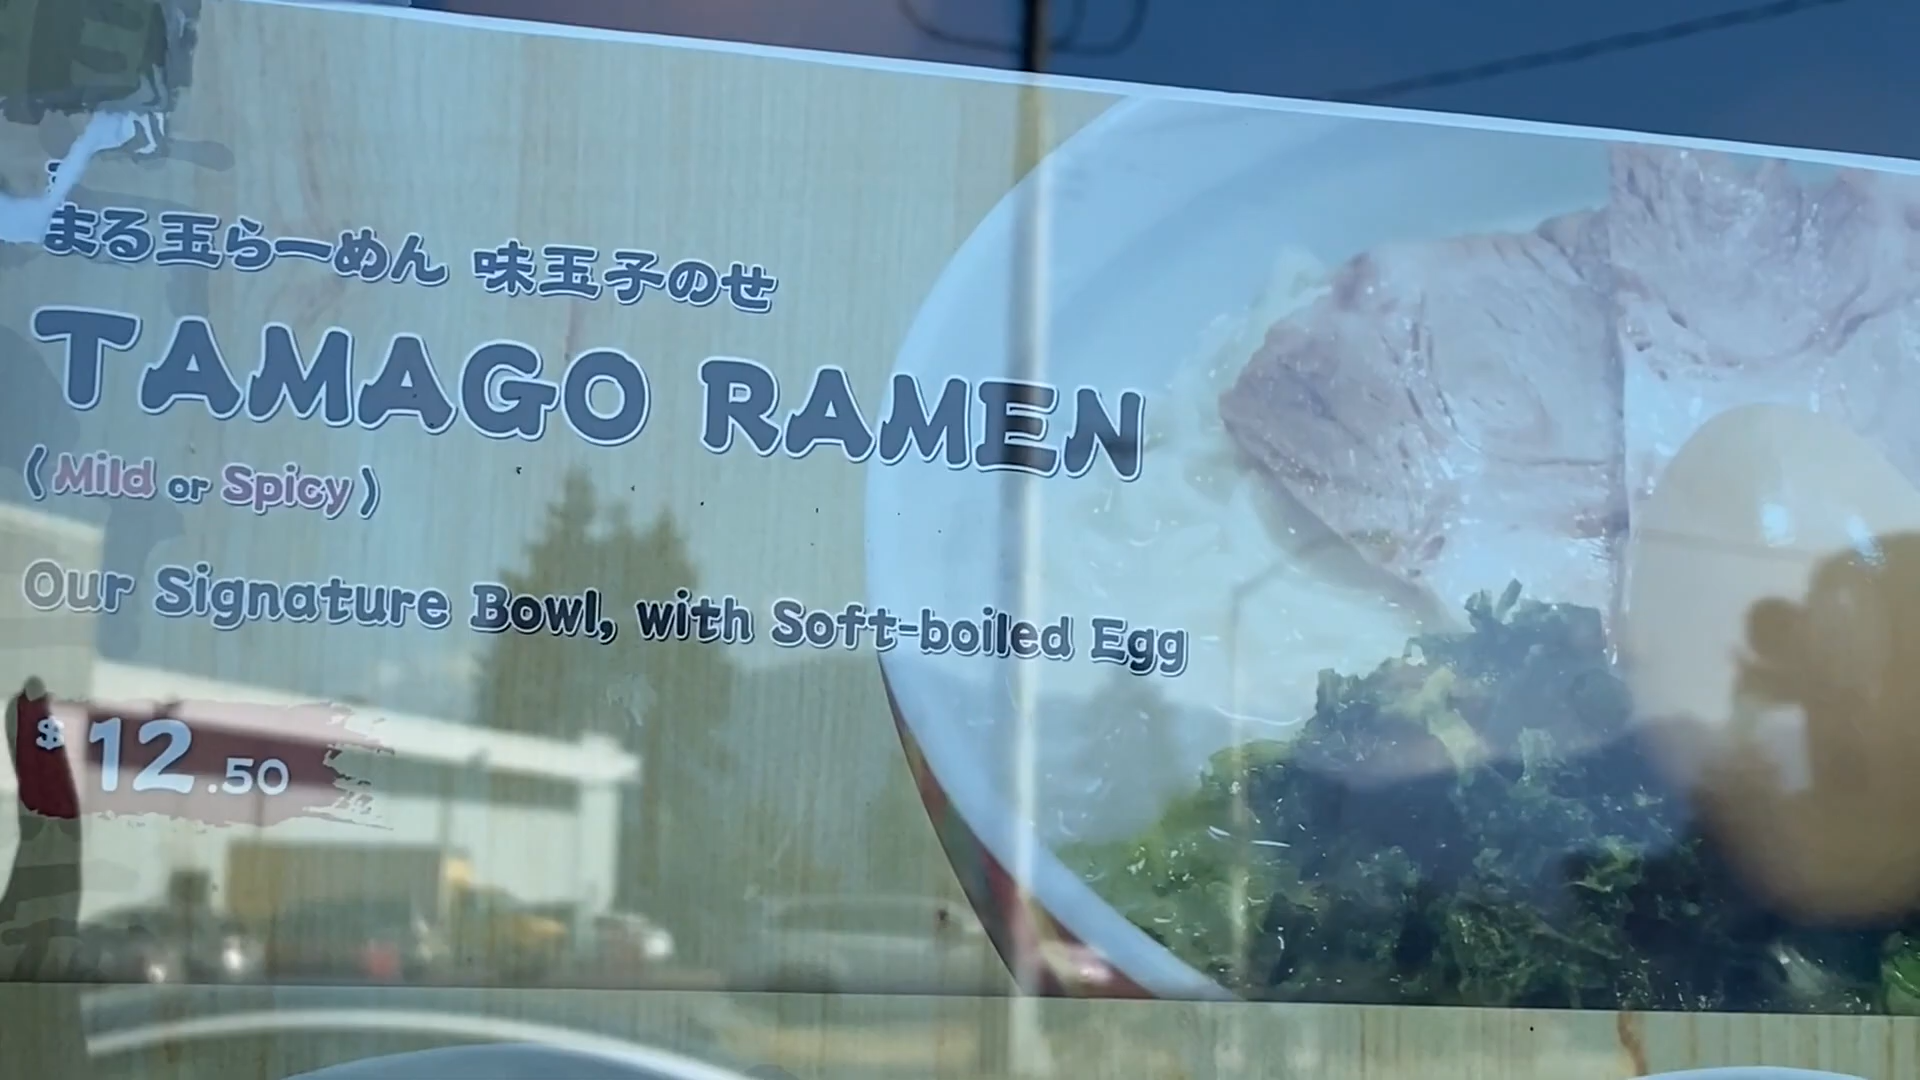 まる玉らーめん 味玉子のせ
TAMAGO RAMEN
(Mild or Spicy)
Our Signature Bowl, with Soft-boiled Egg
$12.50